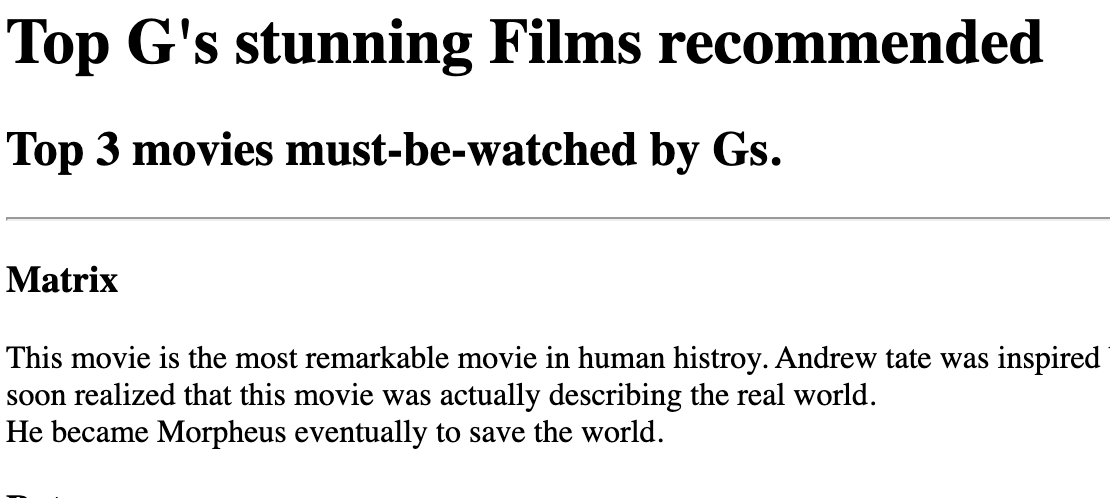 Top G's stunning Films recommended
Top 3 movies must-be-watched by Gs.
Matrix
This movie is the most remarkable movie in human histroy. Andrew tate was inspired
soon realized that this movie was actually describing the real world.
He became Morpheus eventually to save the world.